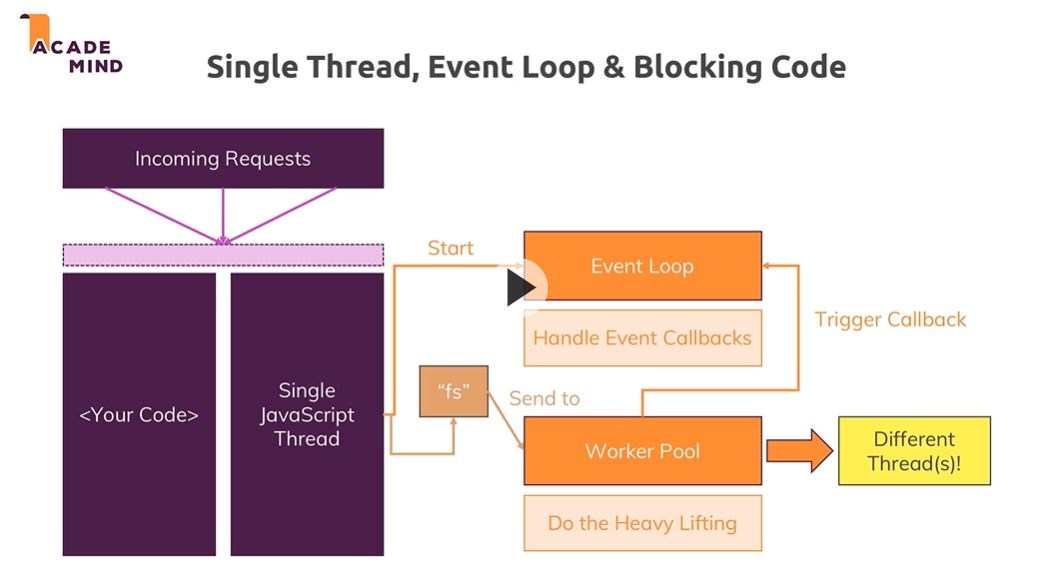 ACADE
MIND
Single Thread, Event Loop & Blocking Code
Incoming Requests
<Your Code>
Single
JavaScript
Thread
Start
Event Loop
Handle Event Callbacks
Trigger Callback
“fs”
Send to
Worker Pool
Different
Thread(s)!
Do the Heavy Lifting